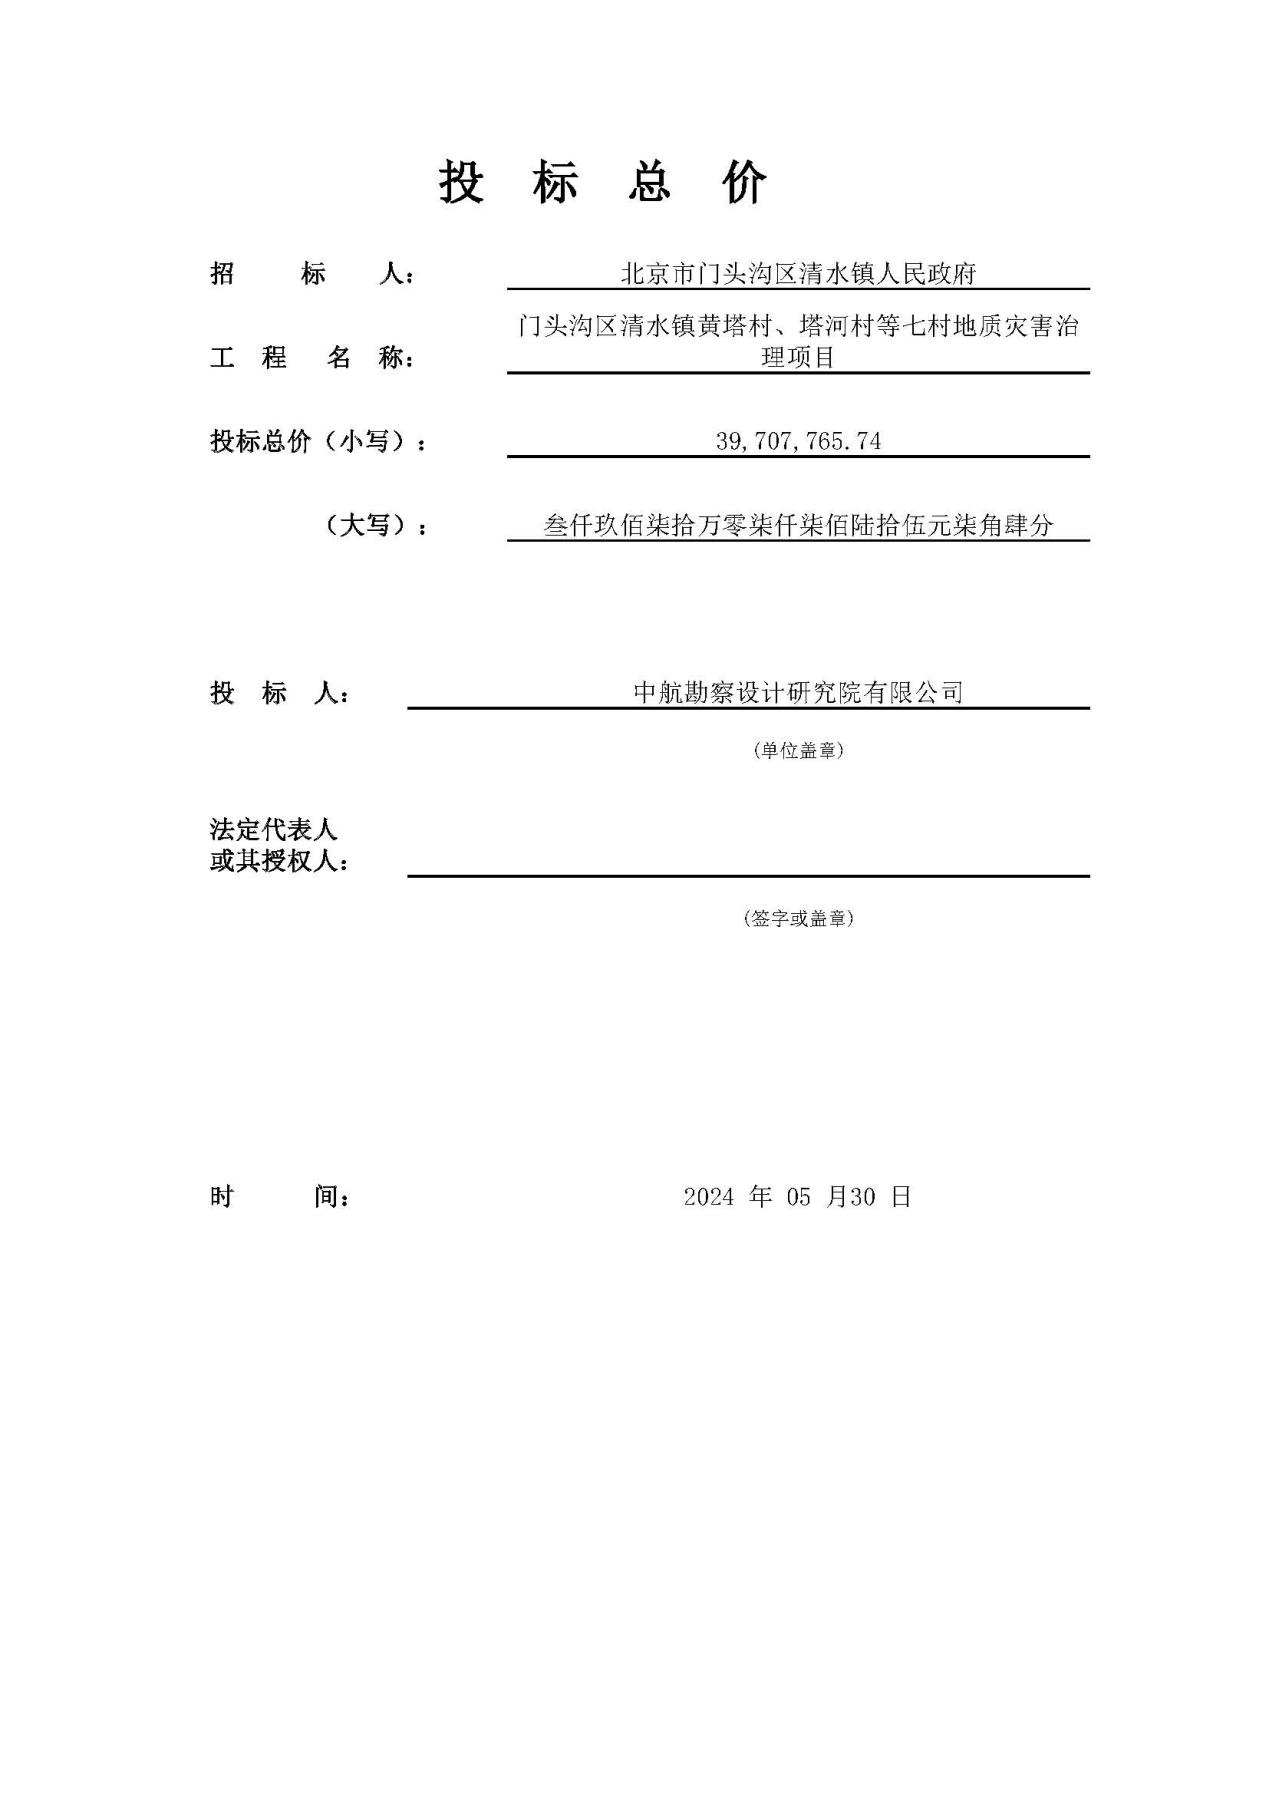 投 标 总 价
招 标 人： 北京市门头沟区清水镇人民政府
门头沟区清水镇黄塔村、塔河村等七村地质灾害治
工 程 名 称： 理项目
投标总价（小写）： 39,707,765.74
（大写）： 叁仟玖佰柒拾万零柒仟柒佰陆拾伍元柒角肆分
投 标 人： 中航勘察设计研究院有限公司
(单位盖章)
法定代表人
或其授权人：
(签字或盖章)
时 间： 2024 年 05 月30 日